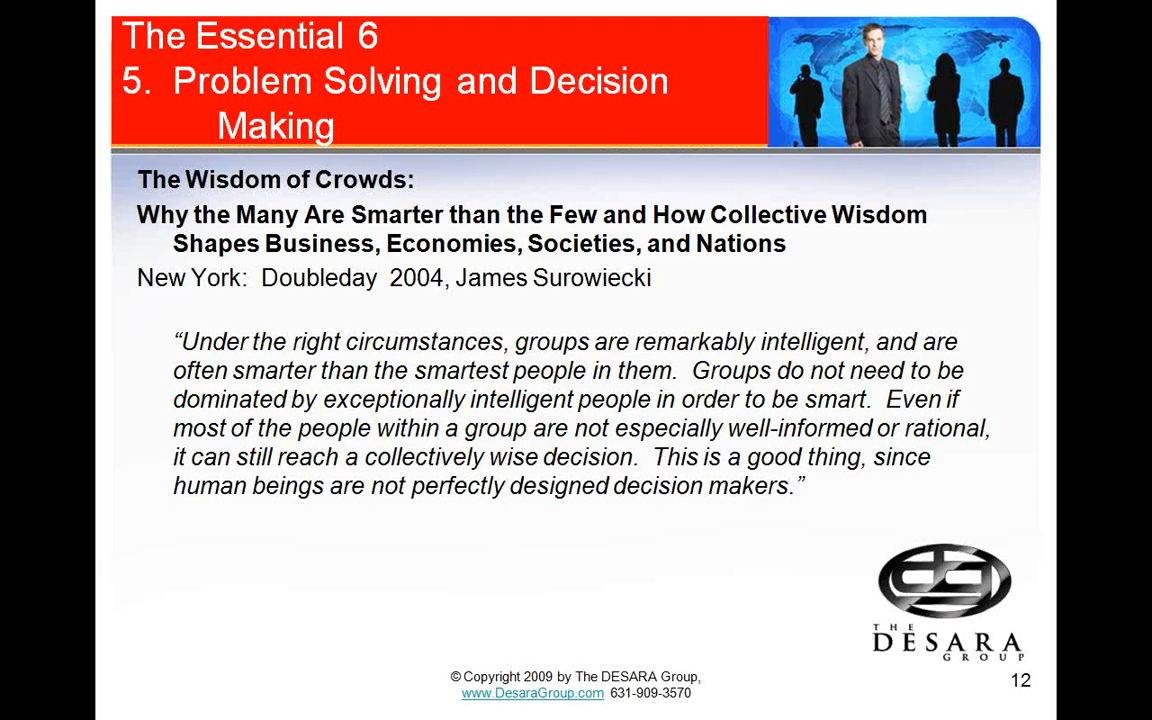 The Essential 6
5. Problem Solving and Decision
Making
The Wisdom of Crowds:
Why the Many Are Smarter than the Few and How Collective Wisdom
Shapes Business, Economies, Societies, and Nations
New York: Doubleday 2004, James Surowiecki
“Under the right circumstances, groups are remarkably intelligent, and are
often smarter than the smartest people in them. Groups do not need to be
dominated by exceptionally intelligent people in order to be smart. Even if
most of the people within a group are not especially well-informed or rational,
it can still reach a collectively wise decision. This is a good thing, since
human beings are not perfectly designed decision makers.”
THE
DESARA
GROUP
© Copyright 2009 by The DESARA Group,
www.DesaraGroup.com 631-909-3570
12